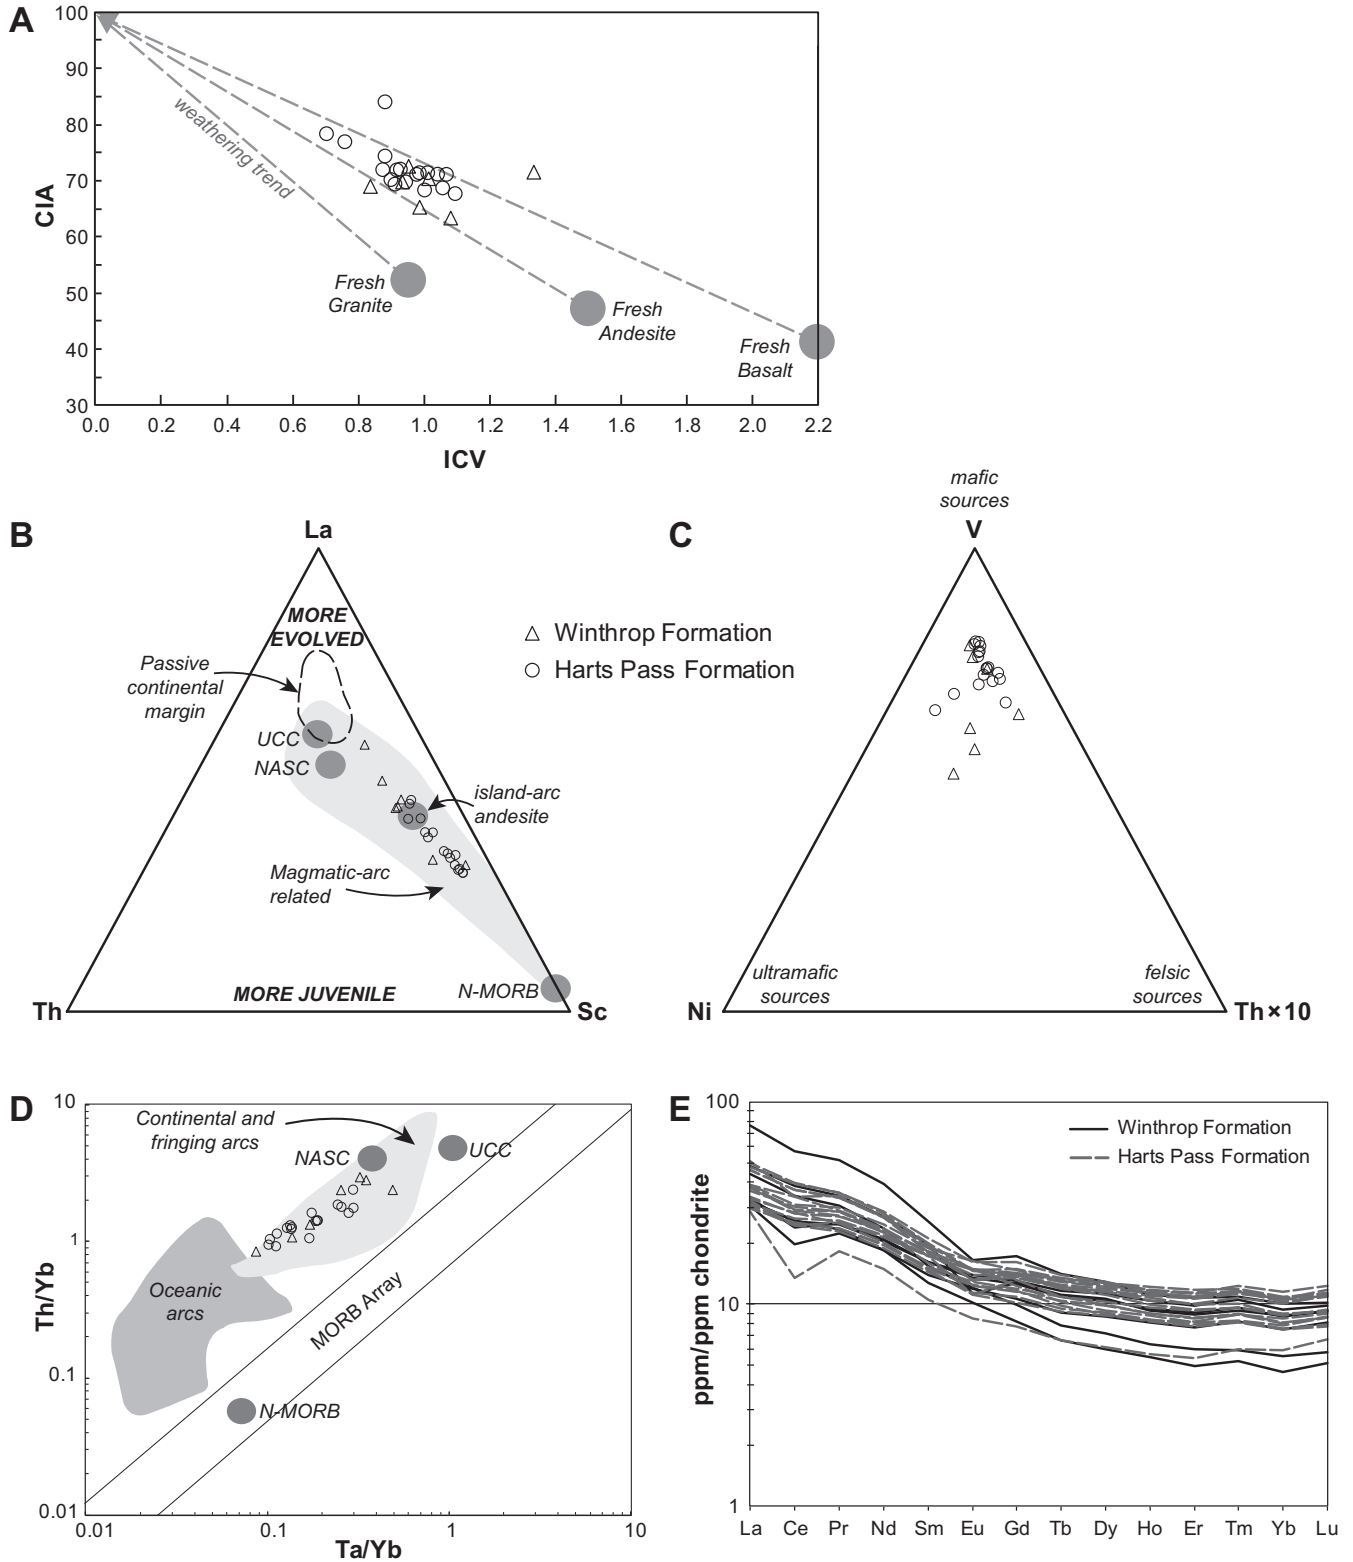 A
100
90
80
70
60
50
40
30
CIA
weathering trend
Fresh
Granite
Fresh
Andesite
Fresh
Basalt
0.0 0.2 0.4 0.6 0.8 1.0 1.2 1.4 1.6 1.8 2.0 2.2
ICV
B
La
MORE
EVOLVED
Passive
continental
margin
UCC
NASC
island-arc
andesite
Magmatic-arc
related
MORE JUVENILE
N-MORB
Th
Sc
Winthrop Formation
Harts Pass Formation
C
mafic
sources
V
ultramafic
sources
felsic
sources
Ni
Th×10
D
10
1
0.1
0.01
Th/Yb
Continental and
fringing arcs
NASC
UCC
Oceanic
arcs
MORB Array
N-MORB
0.01 0.1 1 10
Ta/Yb
E
100
10
1
ppm/ppm chondrite
Winthrop Formation
Harts Pass Formation
La Ce Pr Nd Sm Eu Gd Tb Dy Ho Er Tm Yb Lu